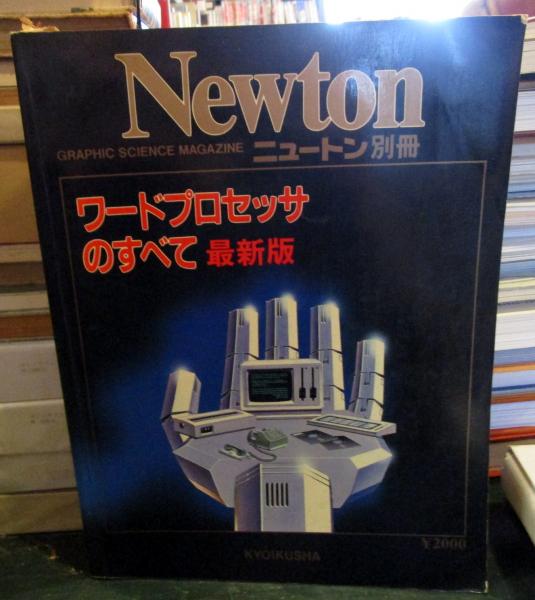 Newton
GRAPHIC SCIENCE MAGAZINE ニュートン別冊
ワードプロセッサ
のすべて 最新版
¥2000
KYOIKUSHA